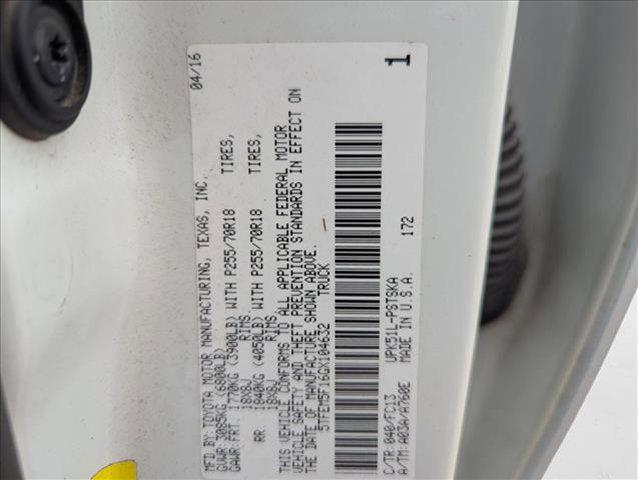 MFD. BY: TOYOTA MOTOR MANUFACTURING, TEXAS, INC. 04/16
GVWR: 3085KG (6800LB)
GAWR: FRT. 1770KG (3900LB) WITH P255/70R18 TIRES,
18X8J RIMS
RR. 1840KG (4050LB) WITH P255/70R18 TIRES,
18X8J RIMS
THIS VEHICLE CONFORMS TO ALL APPLICABLE FEDERAL MOTOR
VEHICLE SAFETY AND THEFT PREVENTION STANDARDS IN EFFECT ON
THE DATE OF MANUFACTURE SHOWN ABOVE.
5TFEM5F16GX104632 TRUCK
1
C/TR: 040/FC13 UPK51L-PSTSKA 172
A/TM: A03A/A760E MADE IN U.S.A.